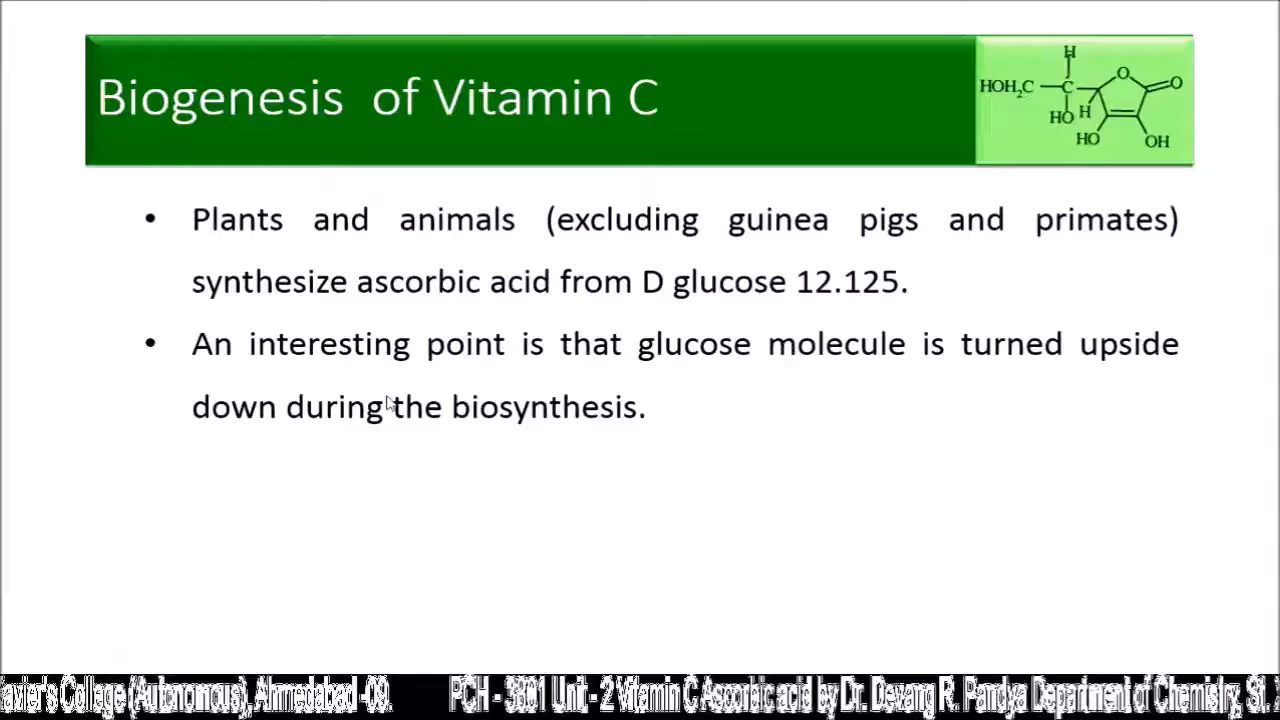 Biogenesis of Vitamin C
H
HOH₂C C O O
HO H
HO OH
• Plants and animals (excluding guinea pigs and primates)
synthesize ascorbic acid from D glucose 12.125.
• An interesting point is that glucose molecule is turned upside
down during the biosynthesis.
avier's College (Autonomous), Ahmedabad -09. PCH - 3801 Unit - 2 Vitamin C Ascorbic acid by Dr. Devang R. Pandya Department of Chemistry, St. X